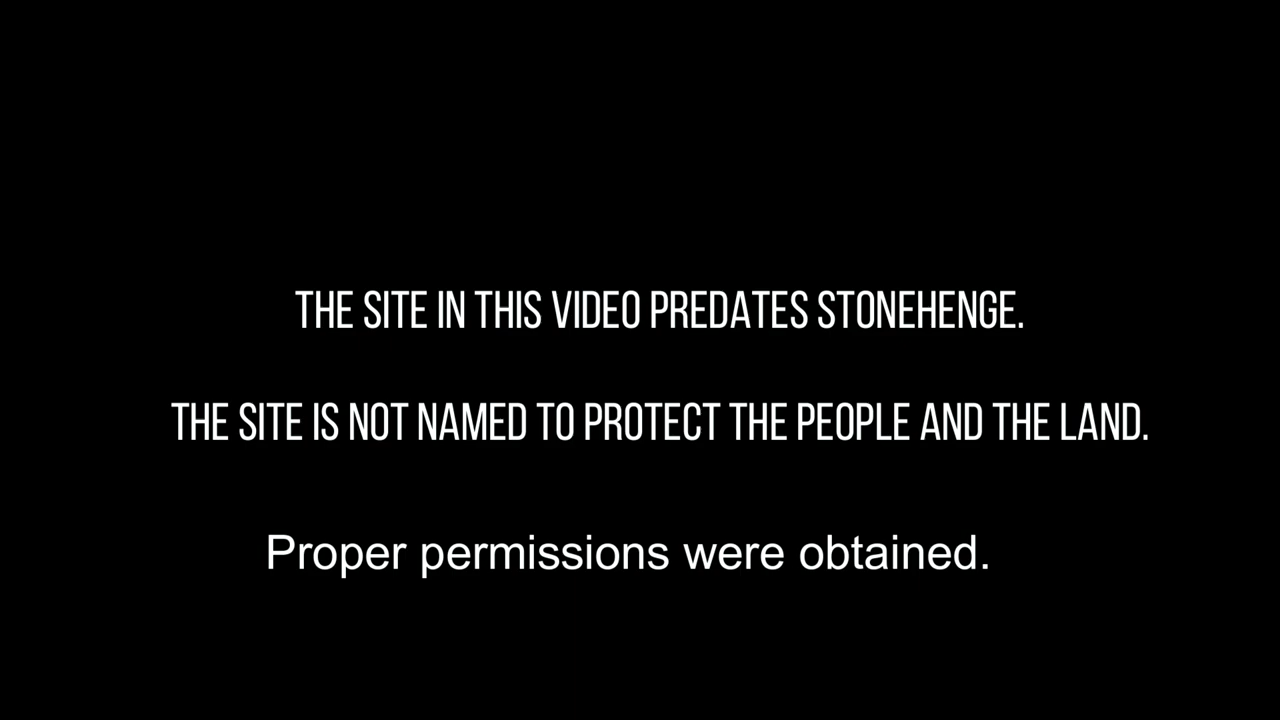 THE SITE IN THIS VIDEO PREDATES STONEHENGE.
THE SITE IS NOT NAMED TO PROTECT THE PEOPLE AND THE LAND.
Proper permissions were obtained.